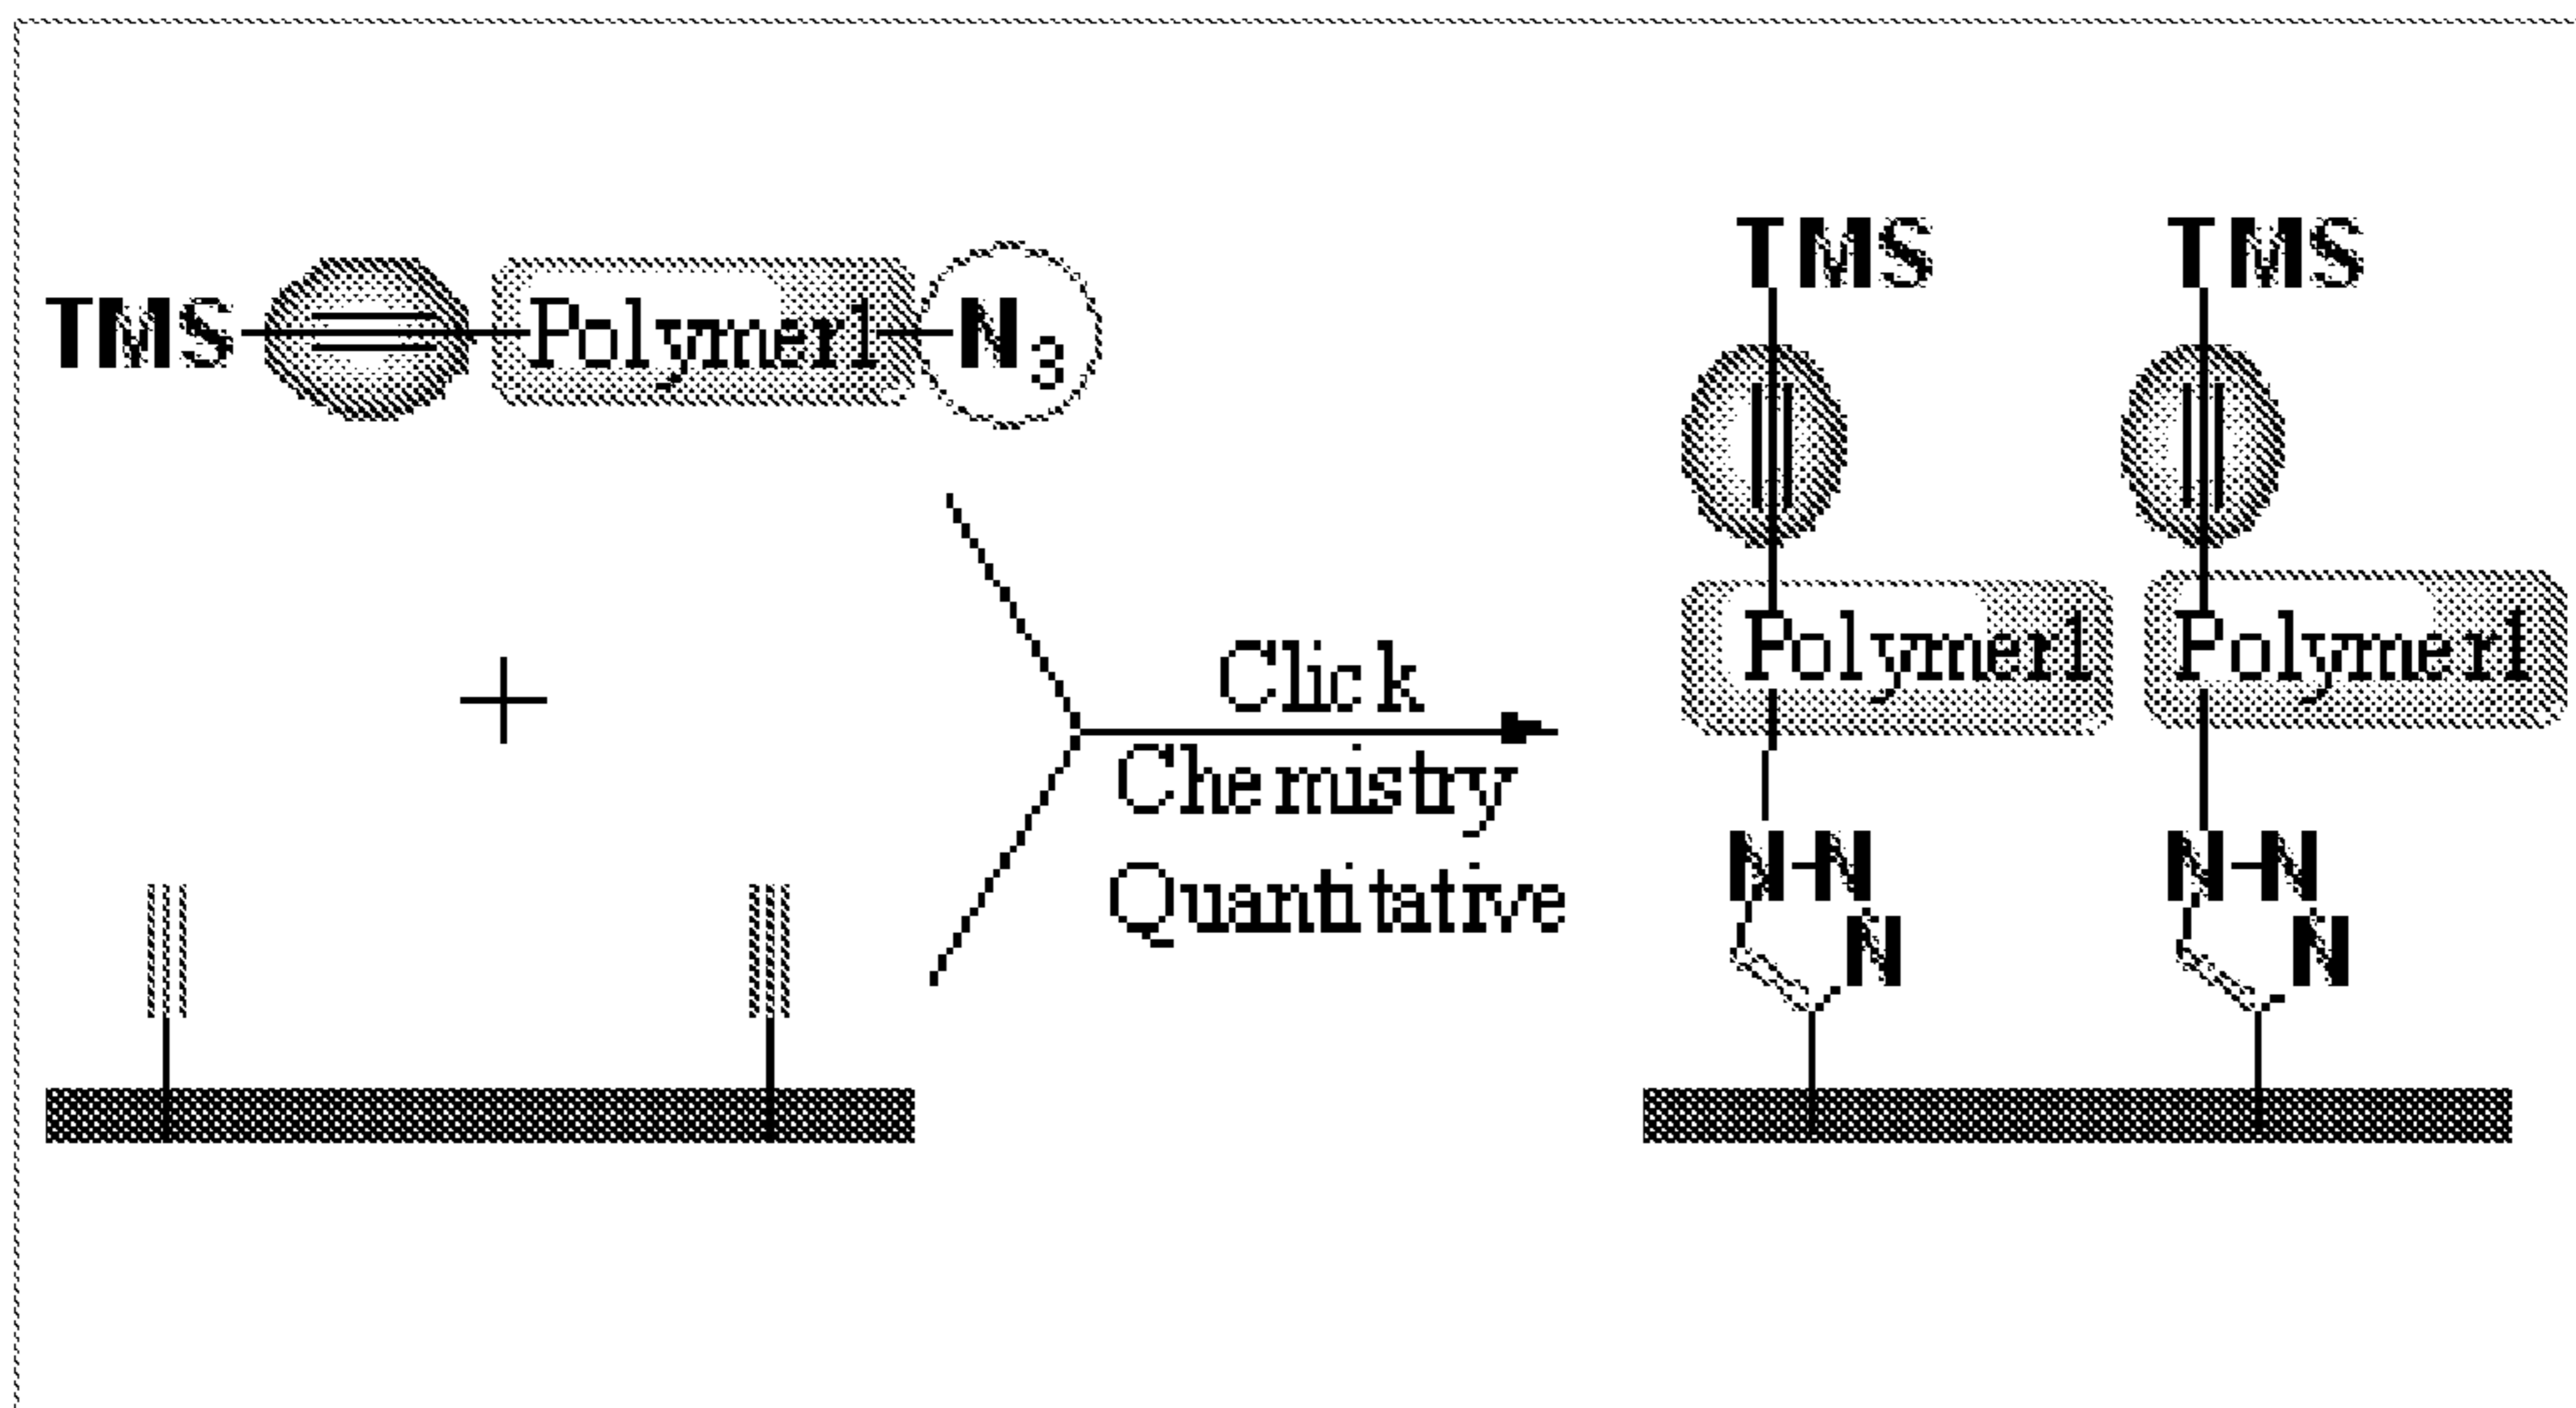 TMS Polymer1 N3
+
Click
Chemistry
Quantitative
TMS TMS
Polymer1 Polymer1
N-N N-N
N N